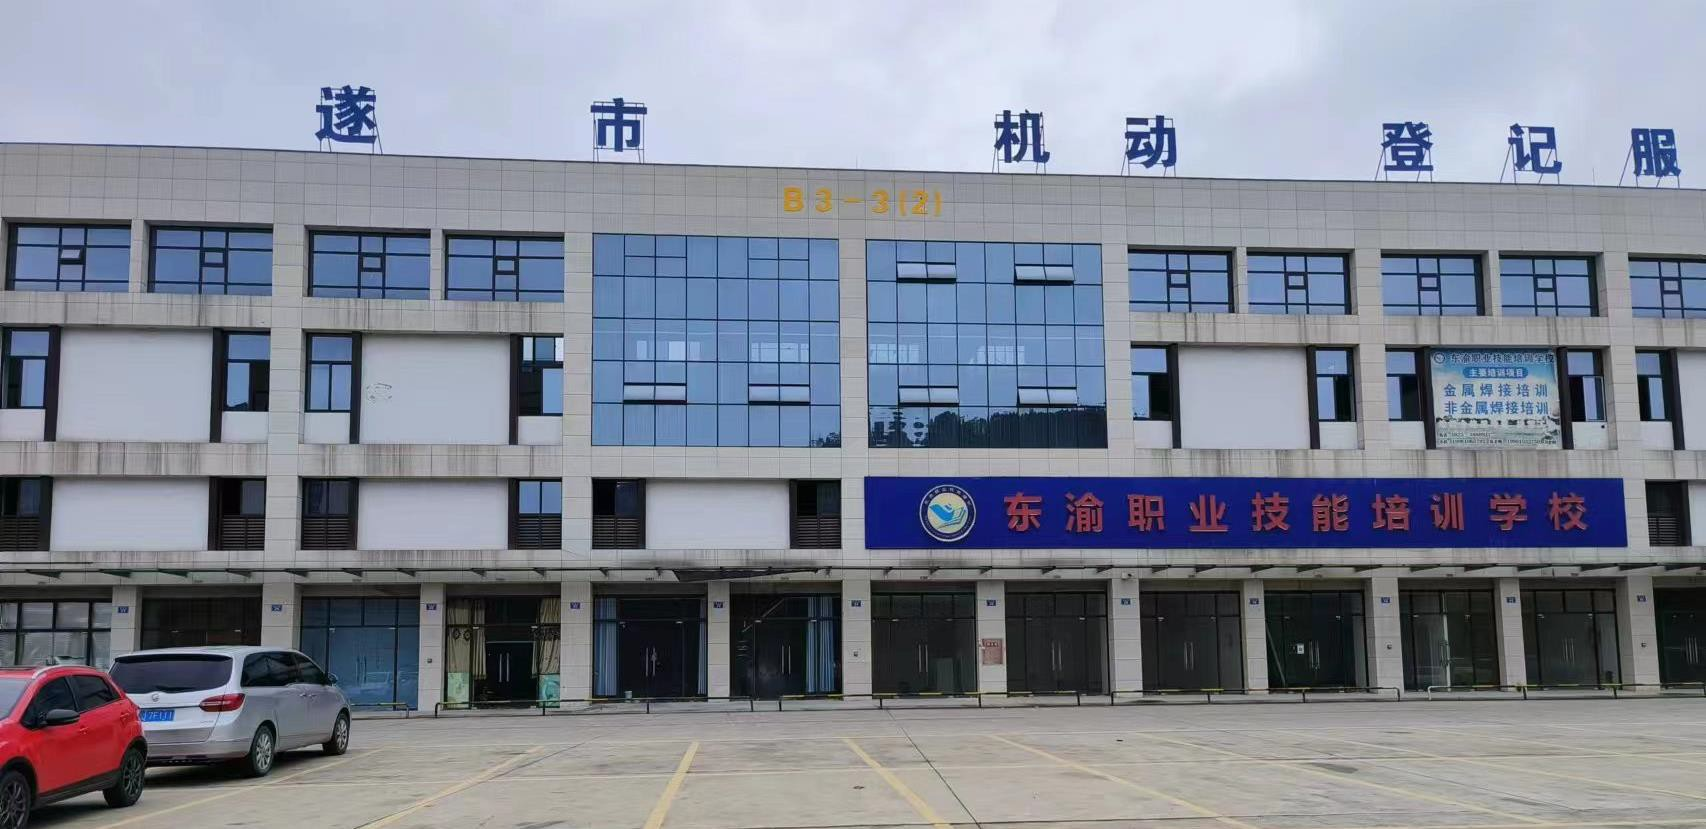 遂 市 机 动 登 记 服
B3-3(2)
东渝职业技能培训学校
主要培训项目
金属焊接培训
非金属焊接培训
东渝职业技能培训学校